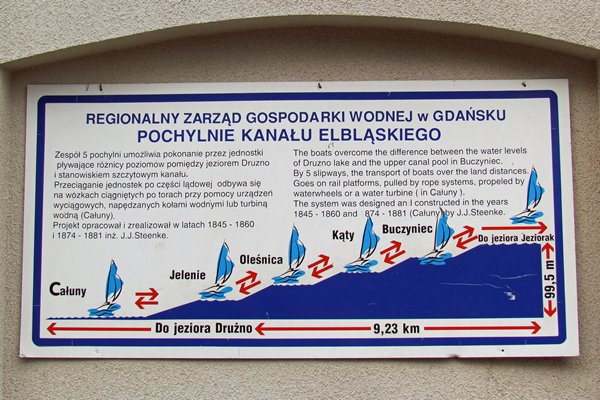 REGIONALNY ZARZĄD GOSPODARKI WODNEJ w GDAŃSKU
POCHYLNIE KANAŁU ELBLĄSKIEGO
Zespół 5 pochylni umożliwia pokonanie przez jednostki
pływające różnicy poziomów pomiędzy jeziorem Druzno
i stanowiskiem szczytowym kanału.
Przeciąganie jednostek po części lądowej odbywa się
na wózkach ciągniętych po torach przy pomocy urządzeń
wyciągowych, napędzanych kołami wodnymi lub turbiną
wodną (Całuny).
Projekt opracował i zrealizował w latach 1845 - 1860
i 1874 - 1881 inż. J.J.Steenke.
The boats overcome the difference between the water levels
of Druzno lake and the upper canal pool in Buczyniec.
By 5 slipways, the transport of boats over the land distances.
Goes on rail platforms, pulled by rope systems, propeled by
waterwheels or a water turbine ( in Całuny ).
The system was designed an I constructed in the years
1845 - 1860 and 874 - 1881 (Całuny) by J.J.Steenke.
Całuny
Jelenie
Oleśnica
Kąty
Buczyniec
Do jeziora Jeziorak
99,5 m
Do jeziora Drużno
9,23 km